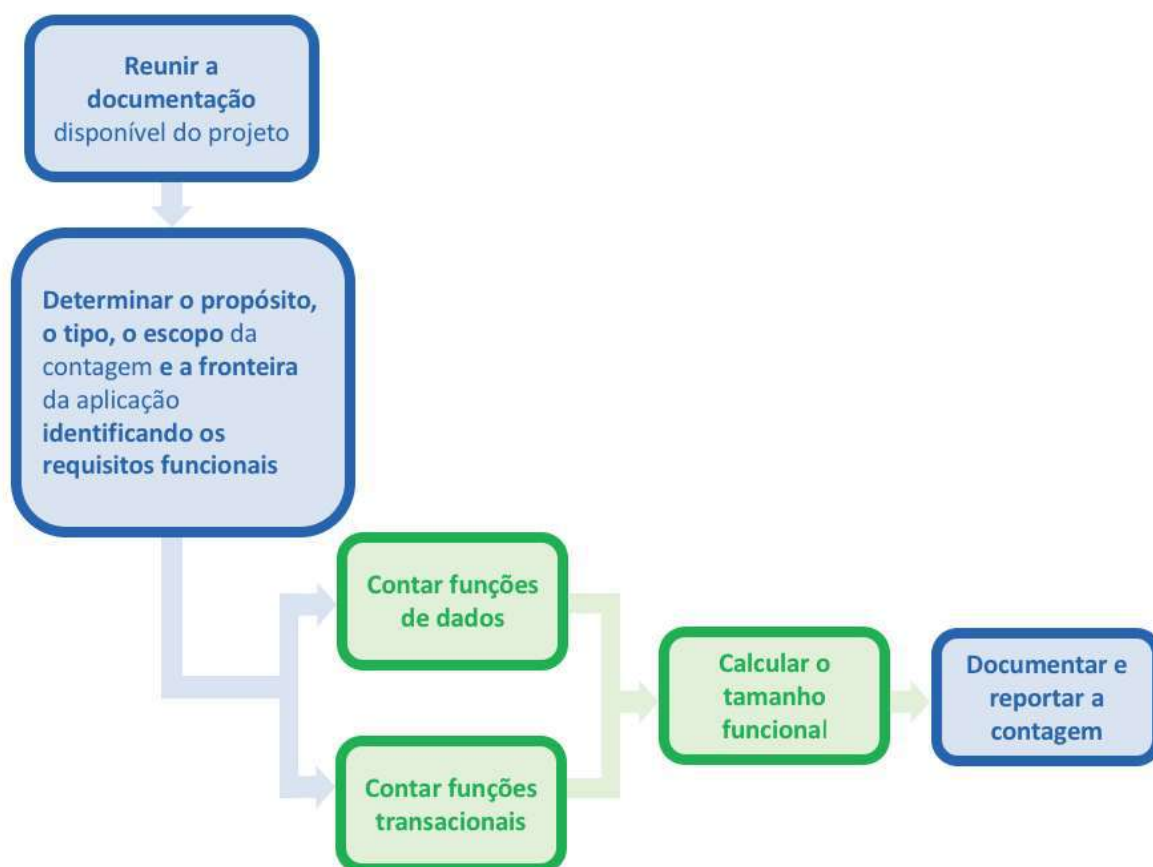 Reunir a
documentação
disponível do projeto
Determinar o propósito,
o tipo, o escopo da
contagem e a fronteira
da aplicação
identificando os
requisitos funcionais
Contar funções
de dados
Contar funções
transacionais
Calcular o
tamanho
funcional
Documentar e
reportar a
contagem